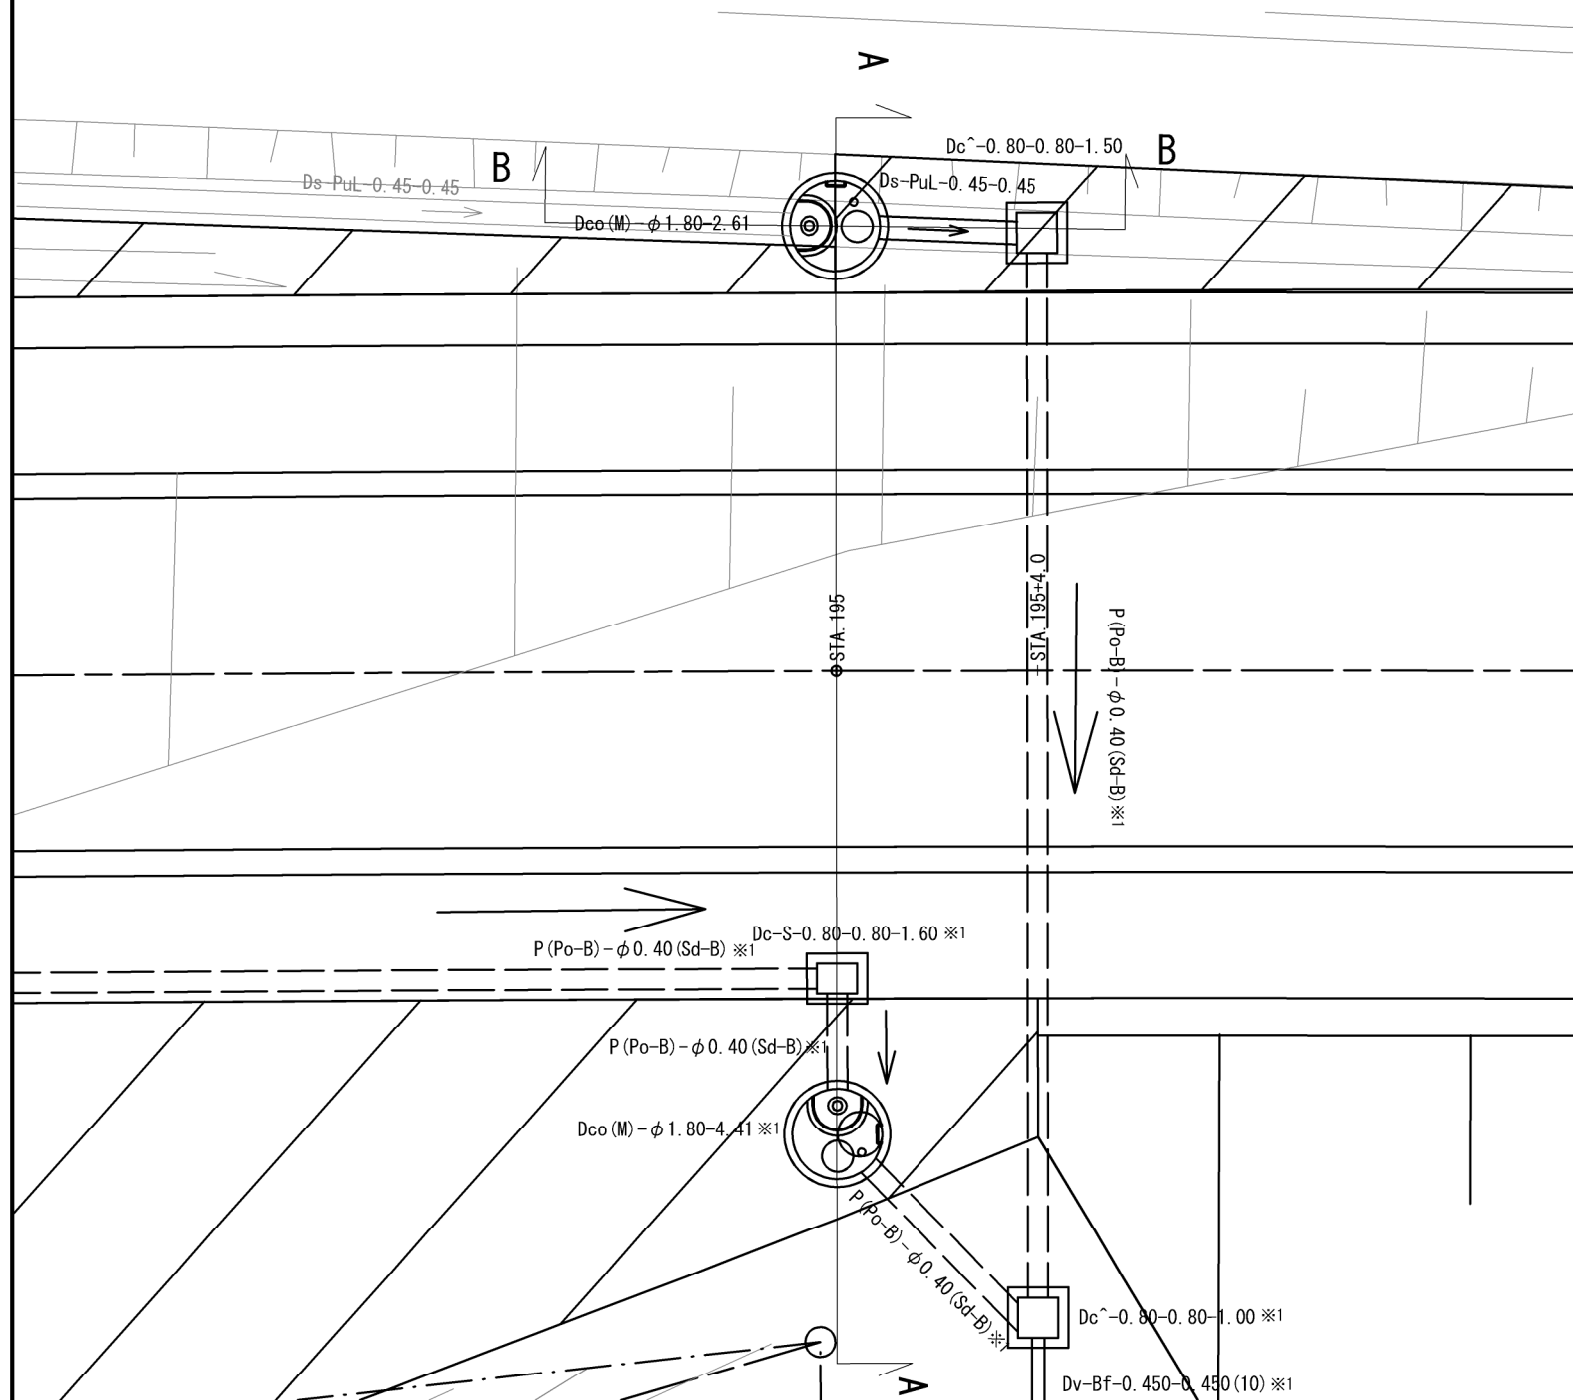 A
B
Dc^-0.80-0.80-1.50
B
Ds-PuL-0.45-0.45
Ds-PuL-0.45-0.45
Dco(M)-φ1.80-2.61
STA.195
STA.195+4.0
P(Po-B)-φ0.40(Sd-B)※1
Dc-S-0.80-0.80-1.60 ※1
P(Po-B)-φ0.40(Sd-B) ※1
P(Po-B)-φ0.40(Sd-B)※1
Dco(M)-φ1.80-4.41 ※1
P(Po-B)-φ0.40(Sd-B)※1
Dc^-0.80-0.80-1.00 ※1
Dv-Bf-0.450-0.450(10) ※1
A